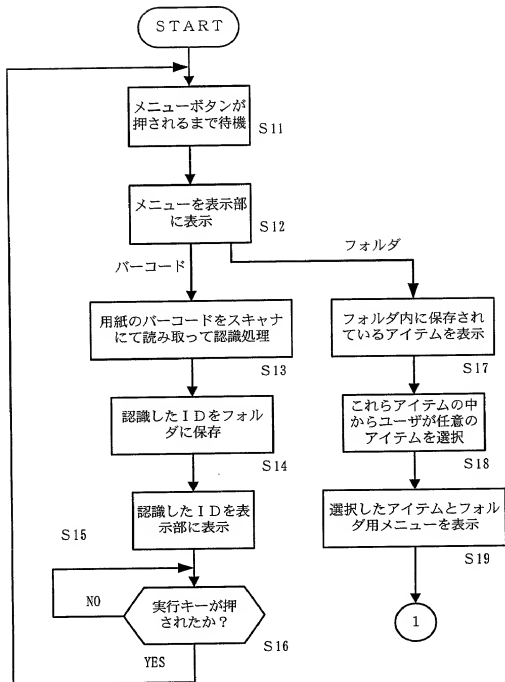 START
メニューボタンが
押されるまで待機
S11
メニューを表示部
に表示
S12
バーコード
フォルダ
用紙のバーコードをスキャナ
にて読み取って認識処理
S13
フォルダ内に保存され
ているアイテムを表示
S17
認識したIDをフォル
ダに保存
S14
これらアイテムの中
からユーザが任意の
アイテムを選択
S18
認識したIDを表
示部に表示
S15
選択したアイテムとフォル
ダ用メニューを表示
S19
実行キーが押
されたか？
S16
NO
YES
1